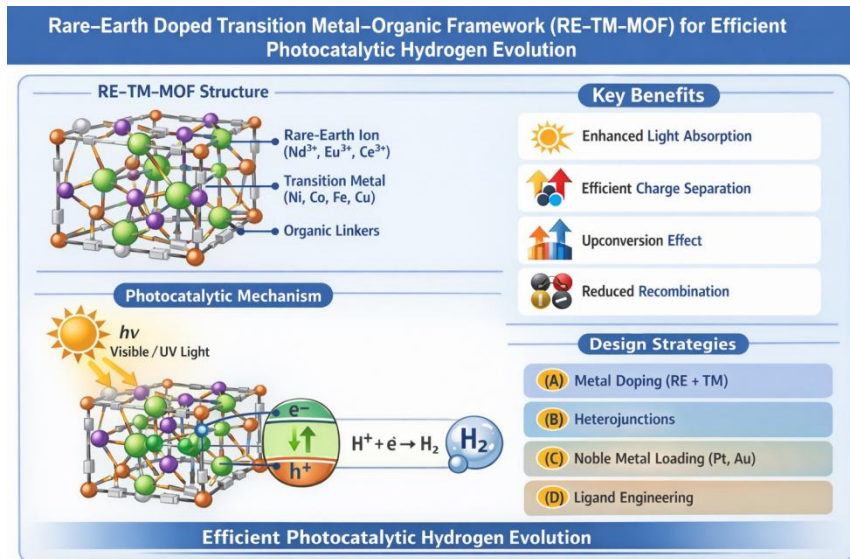 Rare–Earth Doped Transition Metal–Organic Framework (RE–TM–MOF) for Efficient
Photocatalytic Hydrogen Evolution
RE–TM–MOF Structure
Rare–Earth Ion
(Nd³⁺, Eu³⁺, Ce³⁺)
Transition Metal
(Ni, Co, Fe, Cu)
Organic Linkers
Photocatalytic Mechanism
hν
Visible / UV Light
e⁻
h⁺
H⁺ + e → H₂
H₂
Key Benefits
Enhanced Light Absorption
Efficient Charge Separation
Upconversion Effect
Reduced Recombination
Design Strategies
(A) Metal Doping (RE + TM)
(B) Heterojunctions
(C) Noble Metal Loading (Pt, Au)
(D) Ligand Engineering
Efficient Photocatalytic Hydrogen Evolution